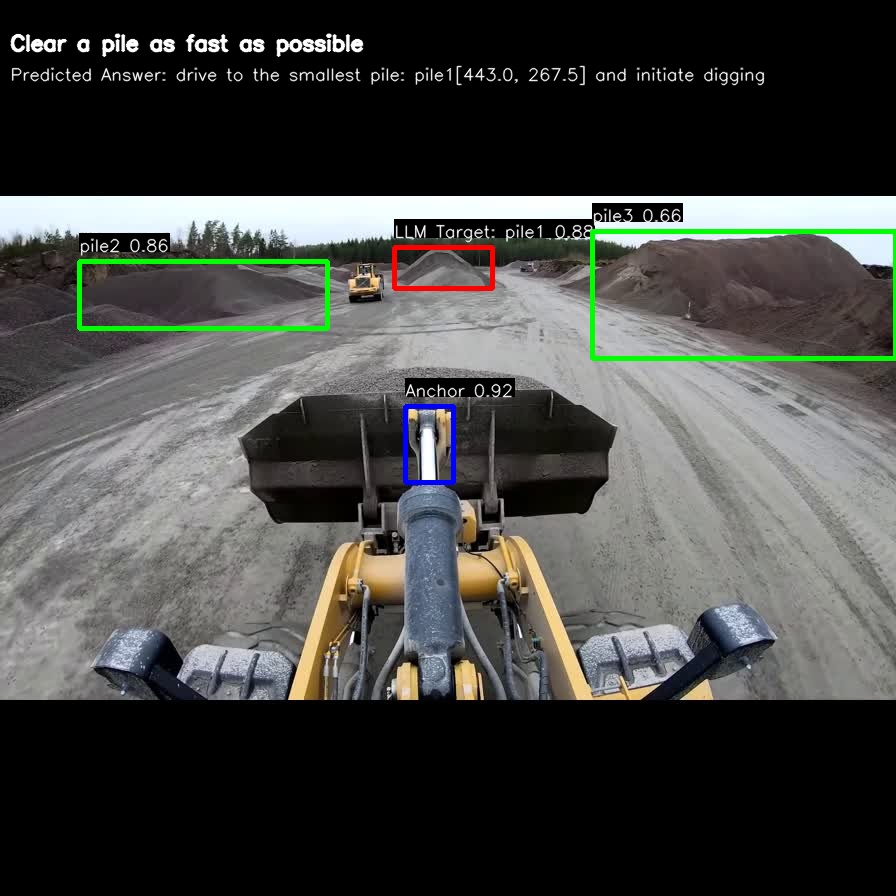 Clear a pile as fast as possible
Predicted Answer: drive to the smallest pile: pile1[443.0, 267.5] and initiate digging
pile3 0.66
LLM Target: pile1 0.88
pile2 0.86
Anchor 0.92